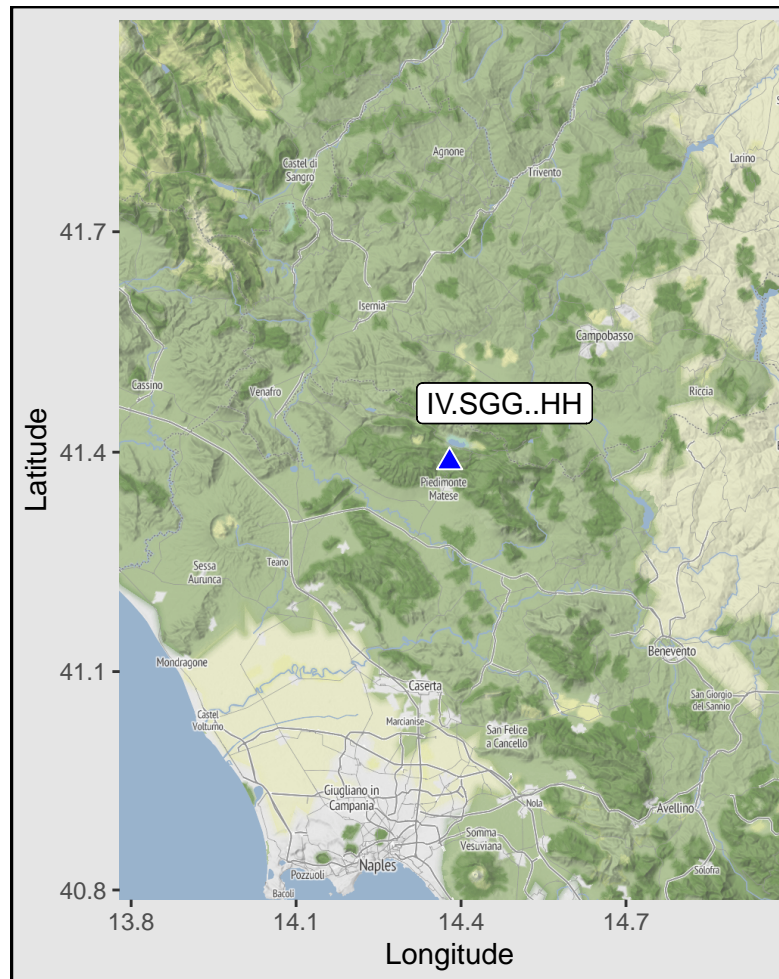 Agnone
Castel di
Sangro
Larino
Trivento
41.7
Isernia
Campobasso
Cassino
Venafro
Riccia
IV.SGG..HH
41.4
Latitude
Piedimonte
Matese
Sessa
Aurunca
Teano
41.1
Mondragone
Benevento
Caserta
San Giorgio
del Sannio
Castel
Volturno
Marcianise
San Felice
a Cancello
Giugliano in
Campania
Nola
Avellino
Somma
Vesuviana
Naples
Pozzuoli
Solofra
Bacoli
40.8
13.8
14.1
14.4
14.7
Longitude